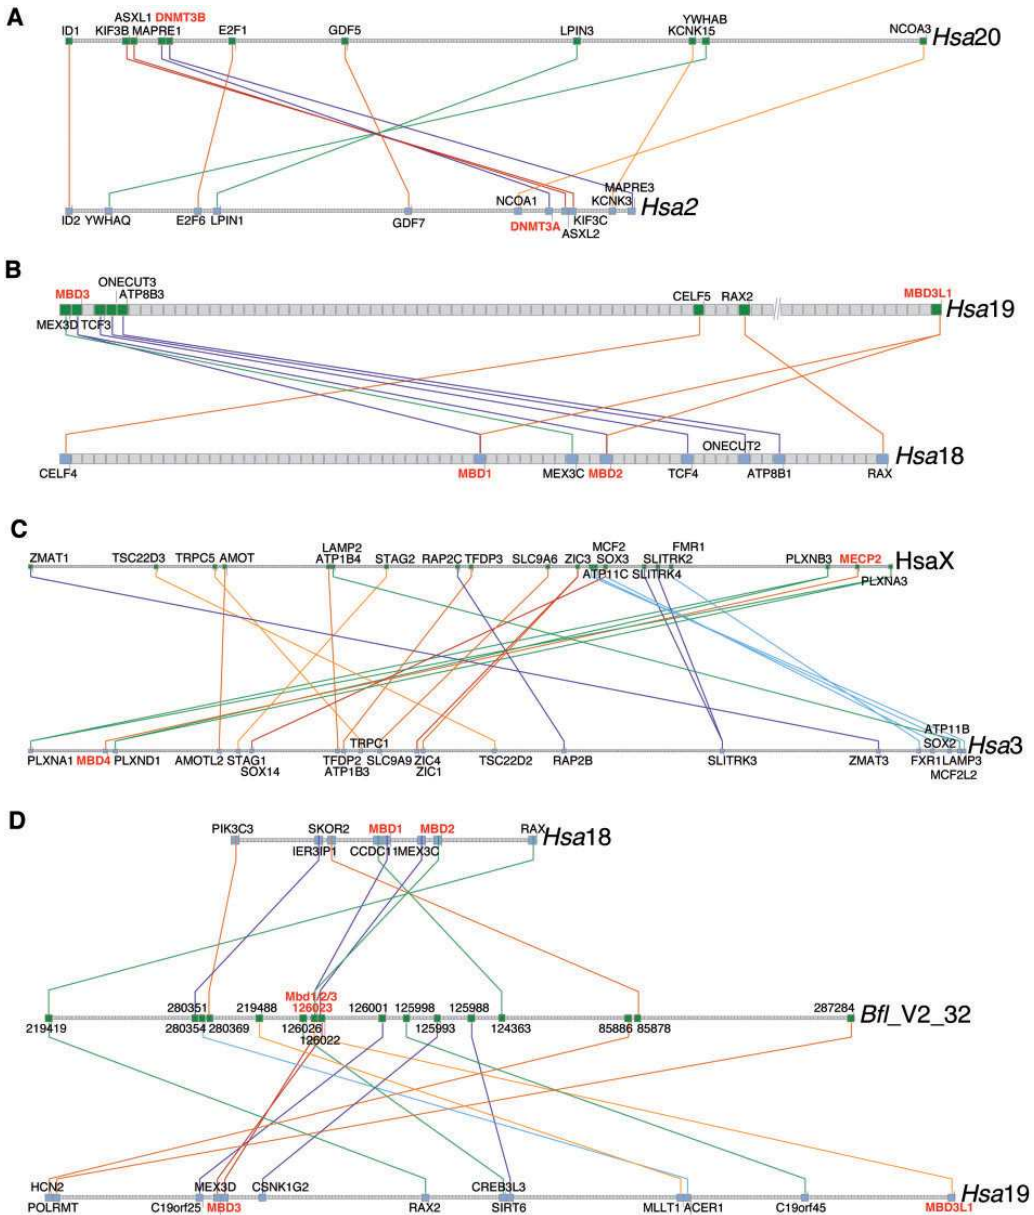 A
ASXL1 DNMT3B
YWHAB
ID1 KIF3B MAPRE1 E2F1 GDF5 LPIN3 KCNK15 NCOA3 Hsa20
MAPRE3
NCOA1 KCNK3 Hsa2
ID2 YWHAQ E2F6 LPIN1 GDF7 DNMT3A KIF3C
ASXL2
B
ONECUT3
MBD3 ATP8B3 CELF5 RAX2 MBD3L1
Hsa19
MEX3D TCF3
ONECUT2
Hsa18
CELF4 MBD1 MEX3C MBD2 TCF4 ATP8B1 RAX
C
LAMP2 MCF2 FMR1
ZMAT1 TSC22D3 TRPC5 AMOT ATP1B4 STAG2 RAP2C TFDP3 SLC9A6 ZIC3 SOX3 SLITRK2 PLXNB3 MECP2 HsaX
ATP11C SLITRK4 PLXNA3
ATP11B
TRPC1 SOX2 Hsa3
PLXNA1 MBD4 PLXND1 AMOTL2 STAG1 TFDP2 SLC9A9 ZIC4 TSC22D2 RAP2B SLITRK3 ZMAT3 FXR1 LAMP3
SOX14 ATP1B3 ZIC1 MCF2L2
D
PIK3C3 SKOR2 MBD1 MBD2 RAX
Hsa18
IER3IP1 CCDC11 MEX3C
Mbd1/2/3
280351 219488 126023 126001 125998 125988 287284
Bfl_V2_32
219419 280354 280369 126026 125993 124363 85886 85878
126022
HCN2 MEX3D CSNK1G2 CREB3L3
Hsa19
POLRMT C19orf25 MBD3 RAX2 SIRT6 MLLT1 ACER1 C19orf45 MBD3L1